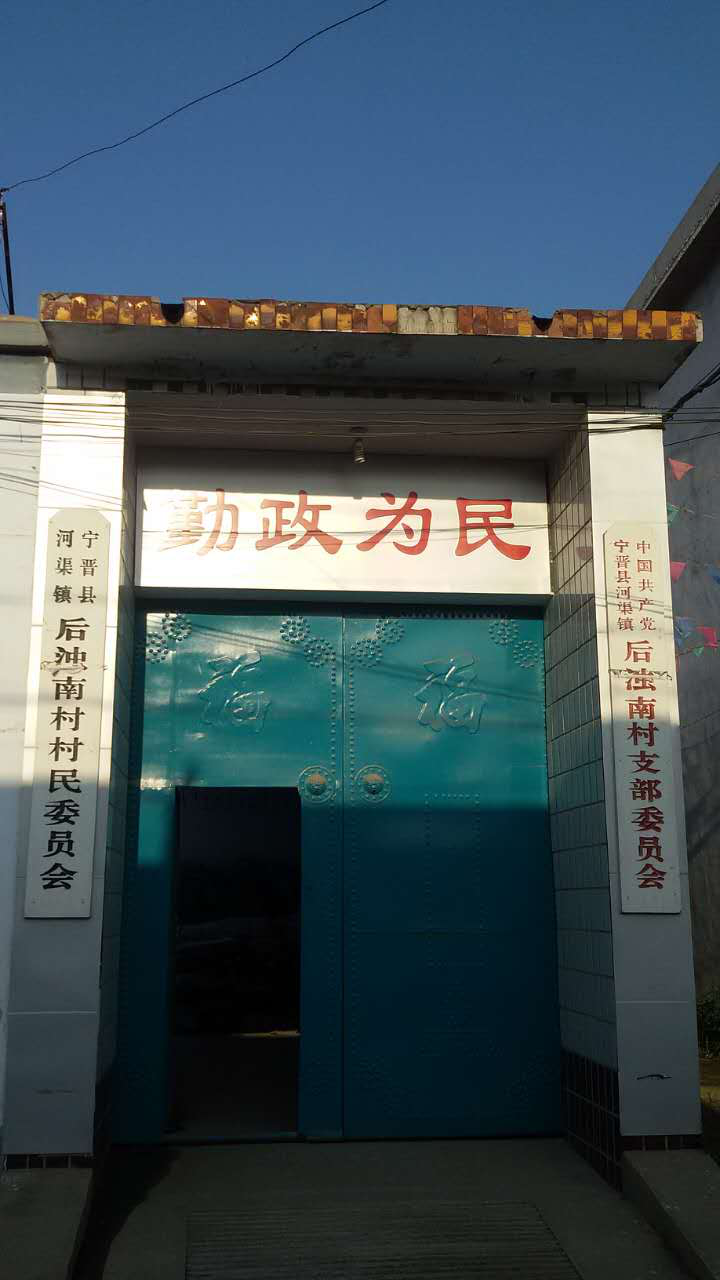 勤政为民
宁晋县
河渠镇
后浊南村村民委员会
中国共产党
宁晋县河渠镇
后浊南村支部委员会
福
福